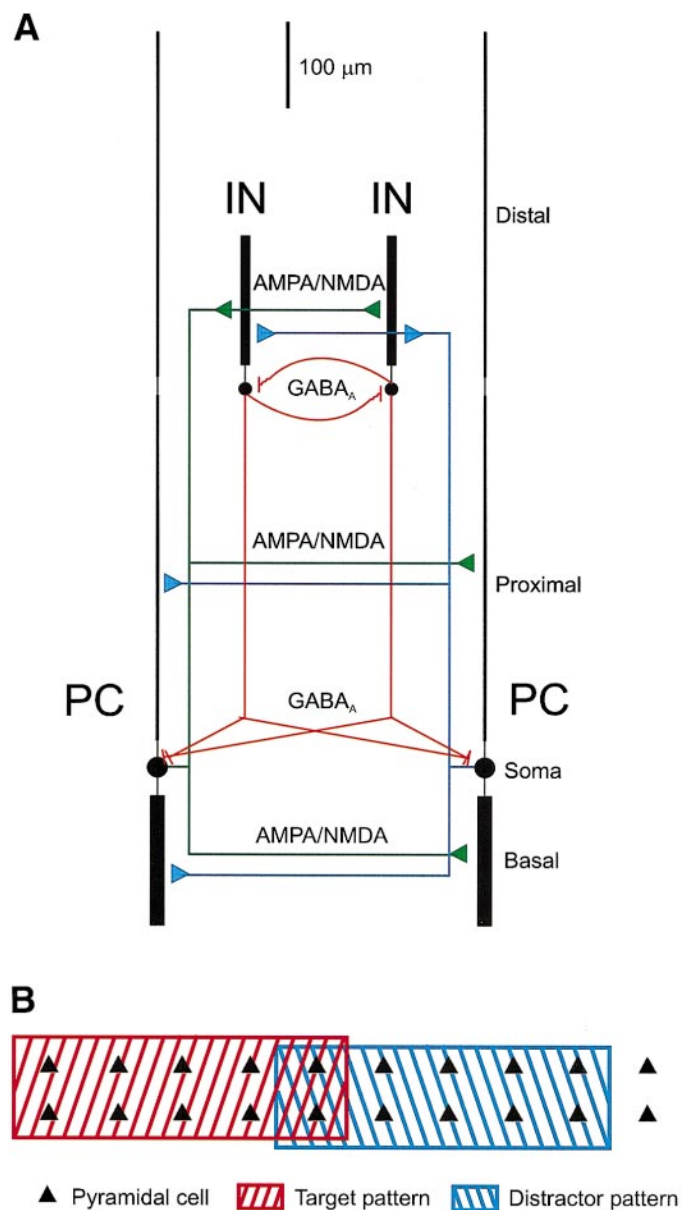 A
100 μm
IN IN
Distal
AMPA/NMDA
GABAA
AMPA/NMDA
Proximal
PC GABAA PC
Soma
AMPA/NMDA
Basal
B
Pyramidal cell Target pattern Distractor pattern